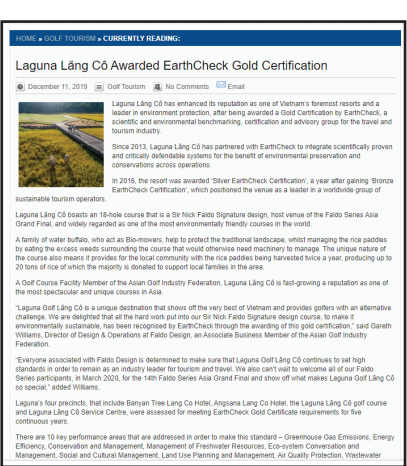 HOME » GOLF TOURISM » CURRENTLY READING:
Laguna Lăng Cô Awarded EarthCheck Gold Certification
December 11, 2019 Golf Tourism No Comments Email
Laguna Lăng Cô has enhanced its reputation as one of Vietnam's foremost resorts and a
leader in environment protection, after being awarded a Gold Certification by EarthCheck, a
scientific and environmental benchmarking, certification and advisory group for the travel and
tourism industry.
Since 2013, Laguna Lăng Cô has partnered with EarthCheck to integrate scientifically proven
and critically defendable systems for the benefit of environmental preservation and
conservations across operations.
In 2016, the resort was awarded 'Silver EarthCheck Certification', a year after gaining 'Bronze
EarthCheck Certification', which positioned the venue as a leader in a worldwide group of
sustainable tourism operators.
Laguna Lăng Cô boasts an 18-hole course that is a Sir Nick Faldo Signature design, host venue of the Faldo Series Asia
Grand Final, and widely regarded as one of the most environmentally friendly courses in the world.
A family of water buffalo, who act as Bio-movers, help to protect the traditional landscape, whilst managing the rice paddies
by eating the excess weeds surrounding the course that would otherwise need machinery to manage. The unique nature of
the course also means it provides for the local community with the rice paddies being harvested twice a year, producing up to
20 tons of rice of which the majority is donated to support local families in the area.
A Golf Course Facility Member of the Asian Golf Industry Federation, Laguna Lăng Cô is fast-growing a reputation as one of
the most spectacular and unique courses in Asia.
"Laguna Golf Lăng Cô is a unique destination that shows off the very best of Vietnam and provides golfers with an alternative
challenge. We are delighted that all the hard work put into our Sir Nick Faldo Signature design course, to make it
environmentally sustainable, has been recognised by EarthCheck through the awarding of this gold certification," said Gareth
Williams, Director of Design & Operations at Faldo Design, an Associate Business Member of the Asian Golf Industry
Federation.
"Everyone associated with Faldo Design is determined to make sure that Laguna Golf Lăng Cô continues to set high
standards in order to remain as an industry leader for tourism and travel. We also can't wait to welcome all of our Faldo
Series participants, in March 2020, for the 14th Faldo Series Asia Grand Final and show off what makes Laguna Golf Lăng Cô
so special," added Williams.
Laguna's four precincts, that include Banyan Tree Lang Co Hotel, Angsana Lang Co Hotel, the Laguna Lăng Cô golf course
and Laguna Lăng Cô Service Centre, were assessed for meeting EarthCheck Gold Certificate requirements for five
continuous years.
There are 10 key performance areas that are addressed in order to make this standard – Greenhouse Gas Emissions, Energy
Efficiency, Conservation and Management, Management of Freshwater Resources, Eco-system Conversation and
Management, Social and Cultural Management, Land Use Planning and Management, Air Quality Protection, Wastewater